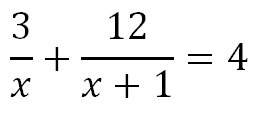 3/x + 12/(x + 1) = 4